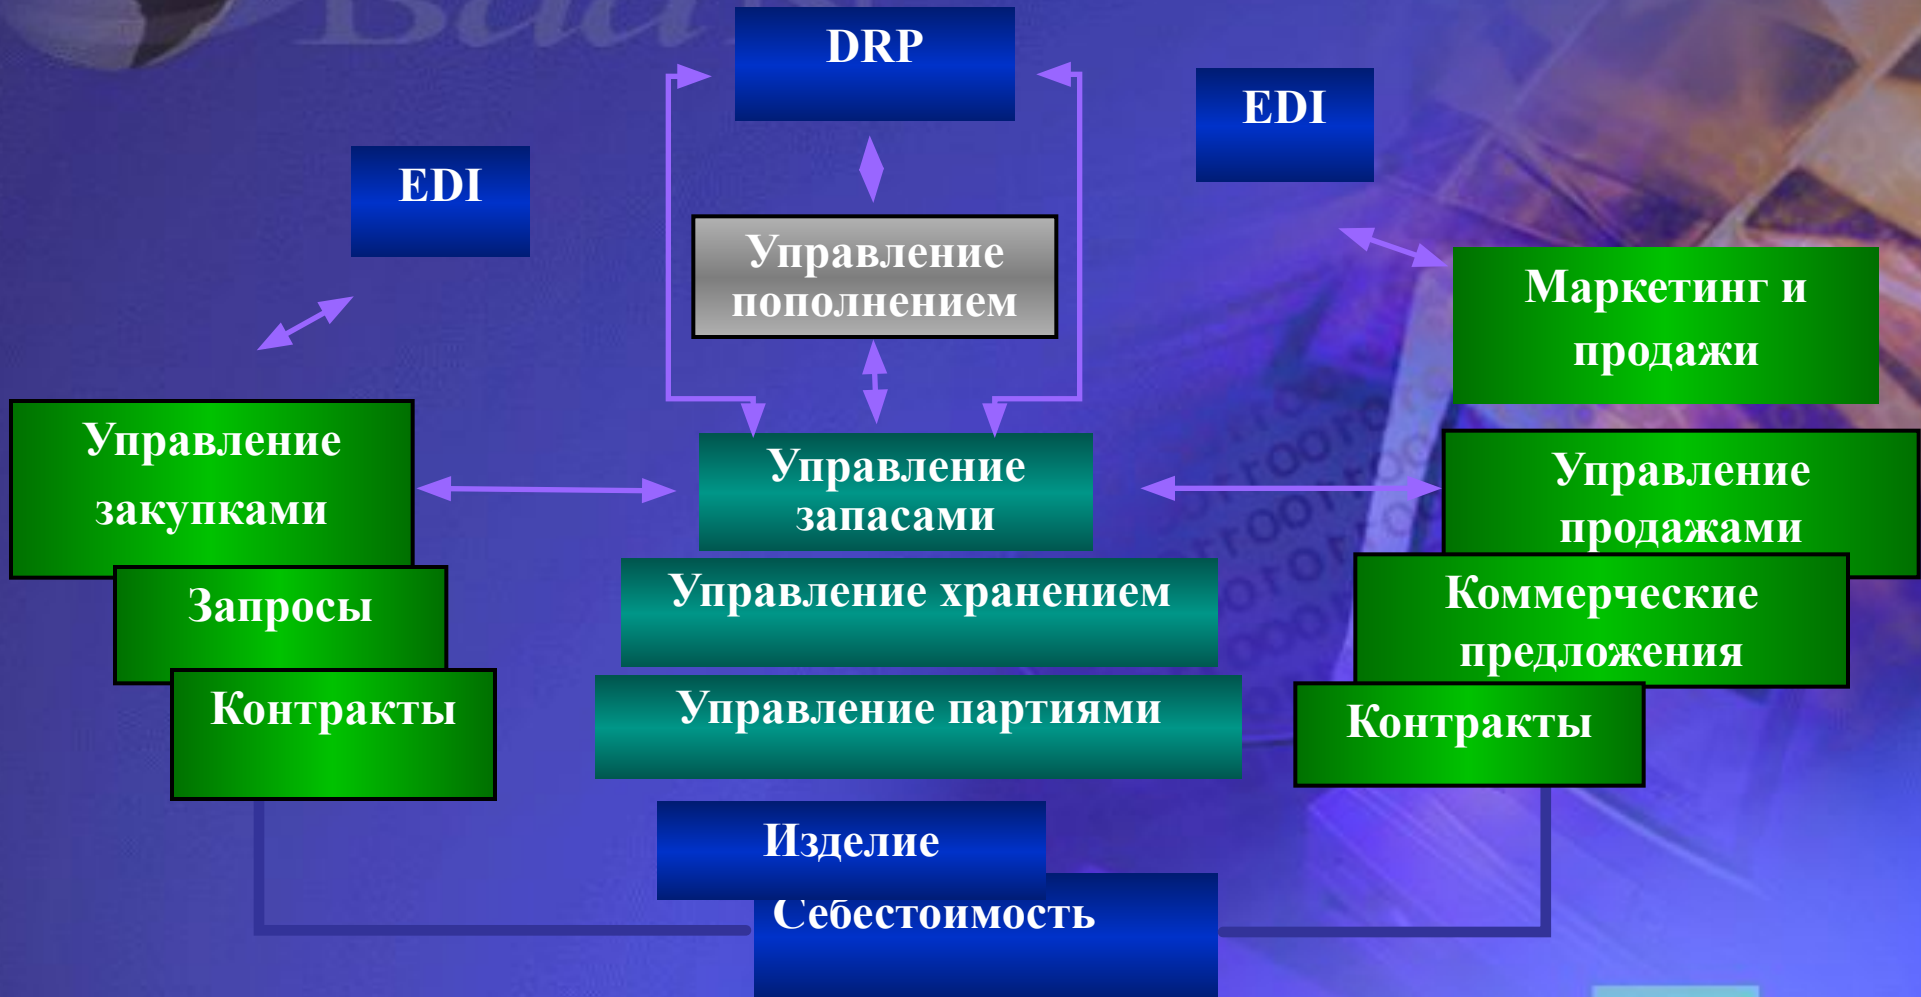 BaaN
DRP
EDI
EDI
Управление
пополнением
Маркетинг и
продажи
Управление
закупками
Управление
запасами
Управление
продажами
Запросы
Управление хранением
Коммерческие
предложения
Контракты
Управление партиями
Контракты
Изделие
Себестоимость